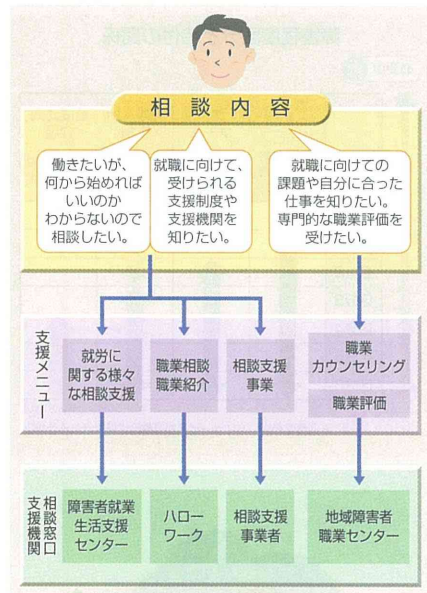 相談内容
働きたいが、
何から始めれば
いいのか
わからないので
相談したい。
就職に向けて、
受けられる
支援制度や
支援機関を
知りたい。
就職に向けての
課題や自分に合った
仕事を知りたい。
専門的な職業評価を
受けたい。
支援メニュー
就労に
関する様々
な相談支援
職業相談
職業紹介
相談支援
事業
職業
カウンセリング
職業評価
相談窓口
支援機関
障害者就業
生活支援
センター
ハロー
ワーク
相談支援
事業者
地域障害者
職業センター